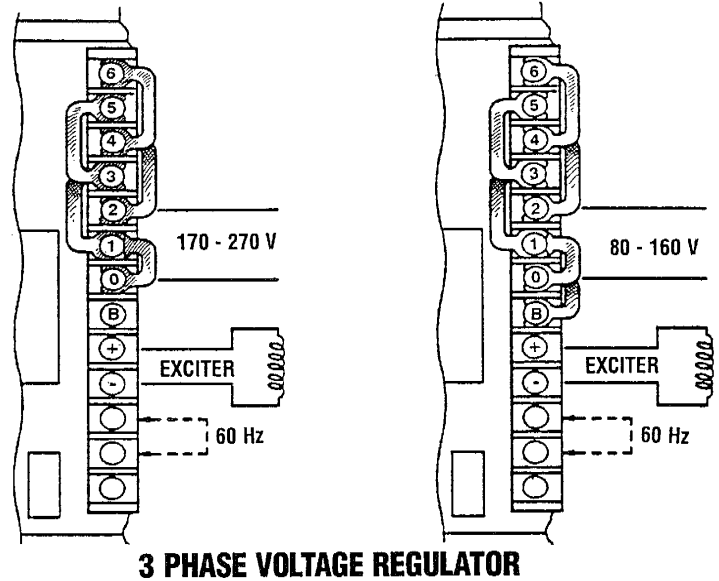 6
5
4
3
2
1
0
B
+
-
170 - 270 V
EXCITER
60 Hz
6
5
4
3
2
1
0
B
+
-
80 - 160 V
EXCITER
60 Hz
3 PHASE VOLTAGE REGULATOR